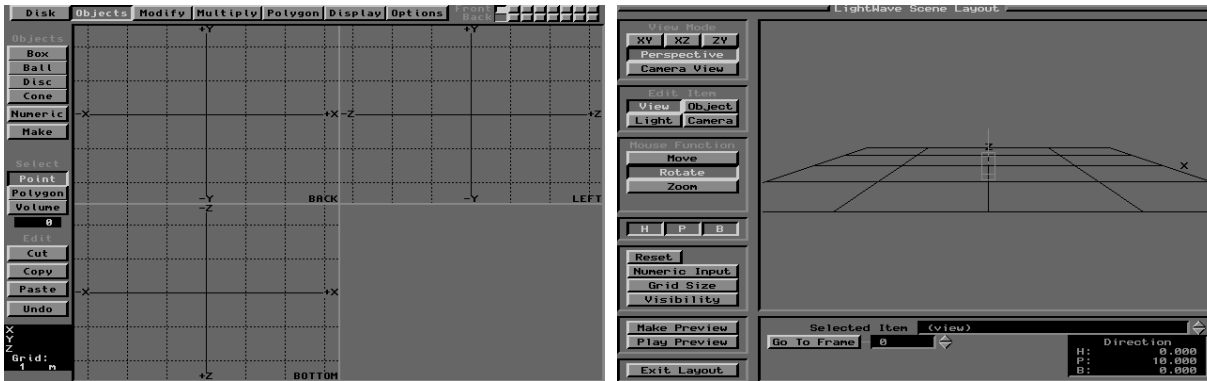 Disk Objects Modify Multiply Polygon Display Options Front
Back
Objects
Box
Ball
Disc
Cone
Numeric
Make
Select
Point
Polygon
Volume
0
Edit
Cut
Copy
Paste
Undo
X
Y
Z
Grid:
1 m
+Y
-X +X
-Y BACK
+Y
-Z +Z
-Y LEFT
-Z
-X +X
+Z BOTTOM
LightWave Scene Layout
View Mode
XY XZ ZY
Perspective
Camera View
Edit Item
View Object
Light Camera
Mouse Function
Move
Rotate
Zoom
H P B
Reset
Numeric Input
Grid Size
Visibility
Make Preview
Play Preview
Exit Layout
Z
X
Selected Item (view)
Go To Frame 0
Direction
H: 0.000
P: 10.000
B: 0.000